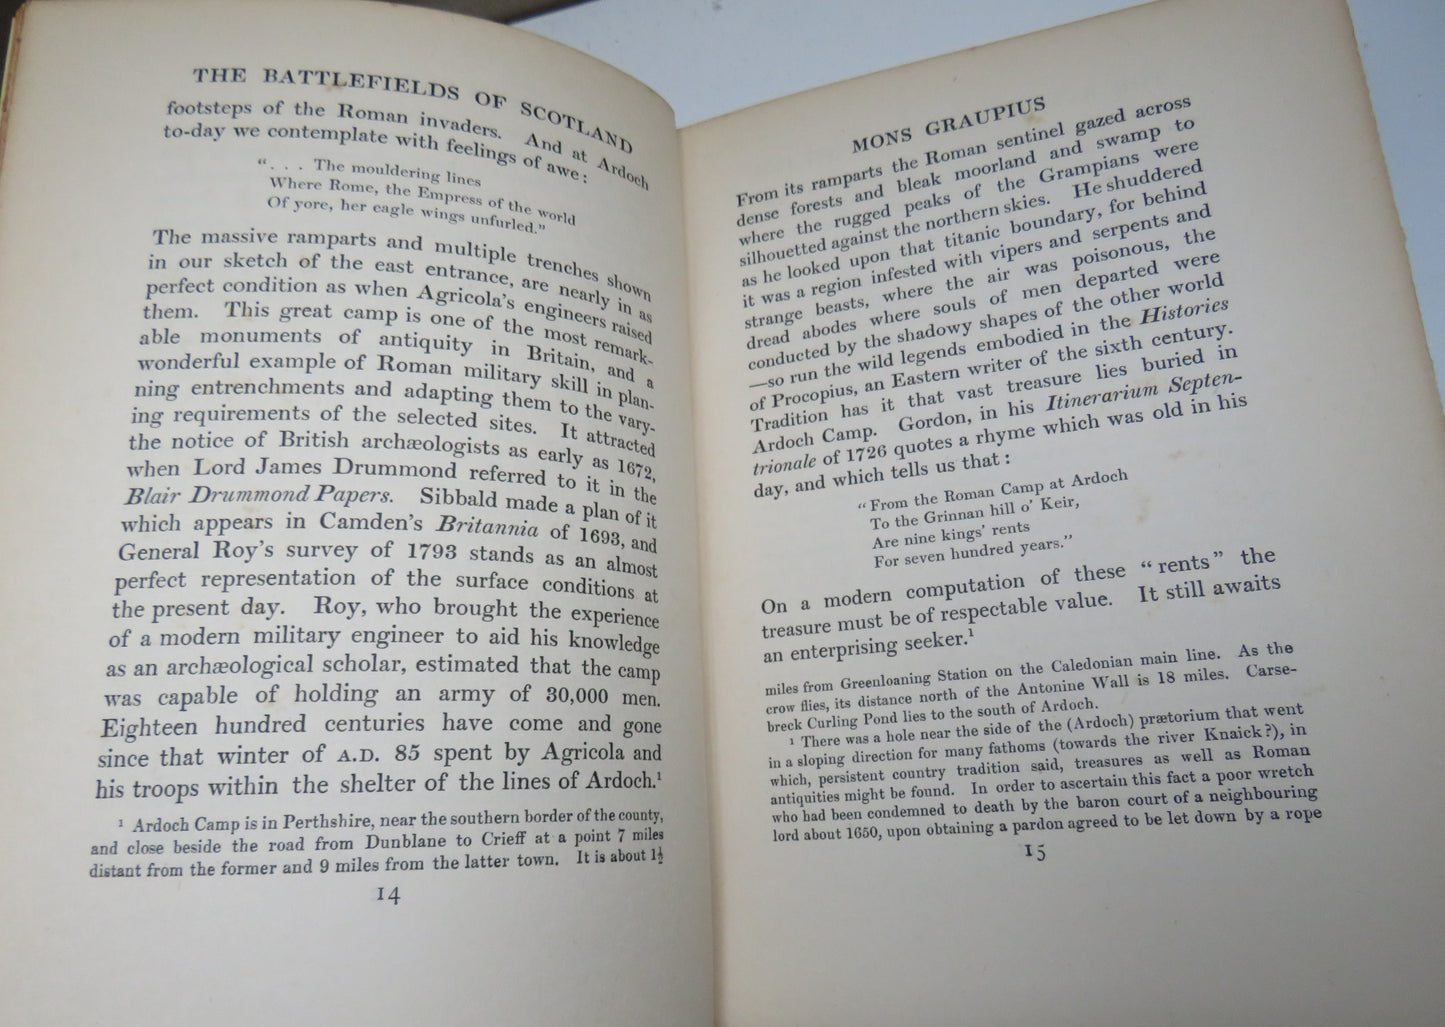 THE BATTLEFIELDS OF SCOTLAND
footsteps of the Roman invaders. And at Ardoch
to-day we contemplate with feelings of awe:
". . . The mouldering lines
Where Rome, the Empress of the world
Of yore, her eagle wings unfurled."
The massive ramparts and multiple trenches shown
in our sketch of the east entrance, are nearly in as
perfect condition as when Agricola's engineers raised
them. This great camp is one of the most remark-
able monuments of antiquity in Britain, and a
wonderful example of Roman military skill in plan-
ning entrenchments and adapting them to the vary-
ing requirements of the selected sites. It attracted
the notice of British archæologists as early as 1672,
when Lord James Drummond referred to it in the
Blair Drummond Papers. Sibbald made a plan of it
which appears in Camden's Britannia of 1693, and
General Roy's survey of 1793 stands as an almost
perfect representation of the surface conditions at
the present day. Roy, who brought the experience
of a modern military engineer to aid his knowledge
as an archæological scholar, estimated that the camp
was capable of holding an army of 30,000 men.
Eighteen hundred centuries have come and gone
since that winter of A.D. 85 spent by Agricola and
his troops within the shelter of the lines of Ardoch.¹
¹ Ardoch Camp is in Perthshire, near the southern border of the county,
and close beside the road from Dunblane to Crieff at a point 7 miles
distant from the former and 9 miles from the latter town. It is about 1½
14
MONS GRAUPIUS
From its ramparts the Roman sentinel gazed across
dense forests and bleak moorland and swamp to
where the rugged peaks of the Grampians were
silhouetted against the northern skies. He shuddered
as he looked upon that titanic boundary, for behind
it was a region infested with vipers and serpents and
strange beasts, where the air was poisonous, the
dread abodes where souls of men departed were
conducted by the shadowy shapes of the other world
—so run the wild legends embodied in the Histories
of Procopius, an Eastern writer of the sixth century.
Tradition has it that vast treasure lies buried in
Ardoch Camp. Gordon, in his Itinerarium Septen-
trionale of 1726 quotes a rhyme which was old in his
day, and which tells us that:
"From the Roman Camp at Ardoch
To the Grinnan hill o' Keir,
Are nine kings' rents
For seven hundred years."
On a modern computation of these "rents" the
treasure must be of respectable value. It still awaits
an enterprising seeker.¹
miles from Greenloaning Station on the Caledonian main line. As the
crow flies, its distance north of the Antonine Wall is 18 miles. Carse-
breck Curling Pond lies to the south of Ardoch.
¹ There was a hole near the side of the (Ardoch) prætorium that went
in a sloping direction for many fathoms (towards the river Knaick?), in
which, persistent country tradition said, treasures as well as Roman
antiquities might be found. In order to ascertain this fact a poor wretch
who had been condemned to death by the baron court of a neighbouring
lord about 1650, upon obtaining a pardon agreed to be let down by a rope
15